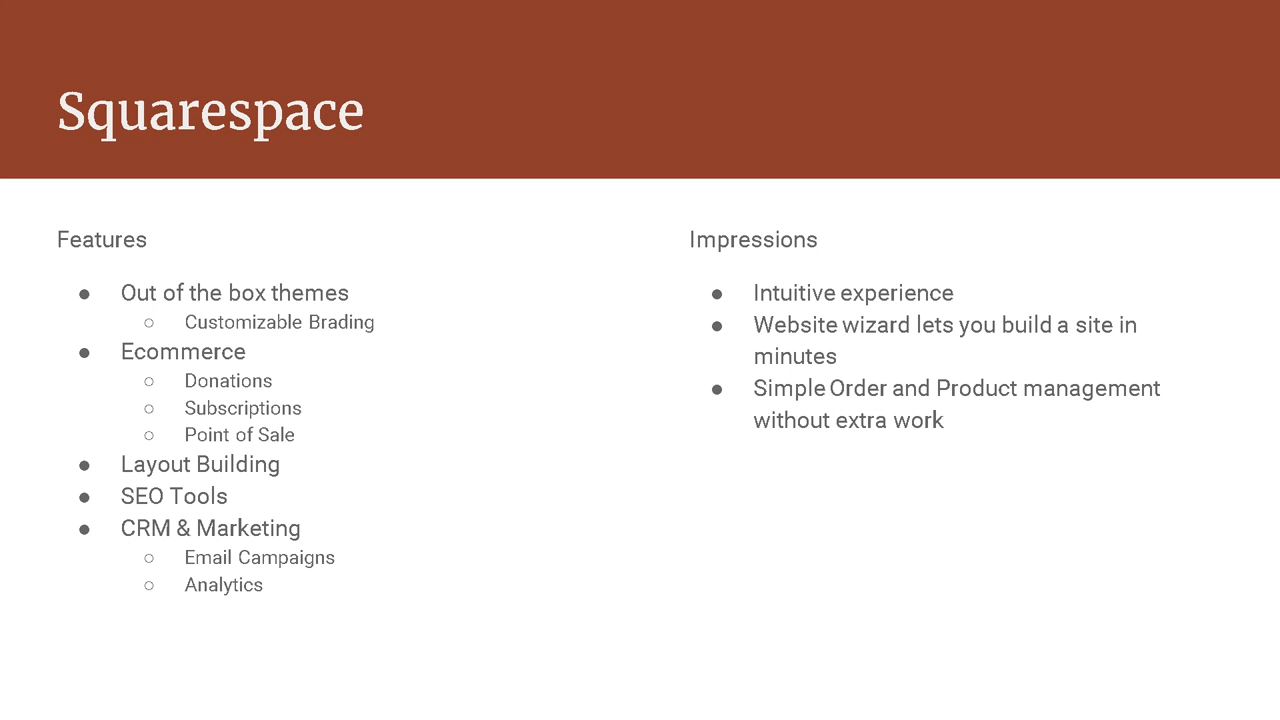 Squarespace
Features
● Out of the box themes
○ Customizable Brading
● Ecommerce
○ Donations
○ Subscriptions
○ Point of Sale
● Layout Building
● SEO Tools
● CRM & Marketing
○ Email Campaigns
○ Analytics
Impressions
● Intuitive experience
● Website wizard lets you build a site in
minutes
● Simple Order and Product management
without extra work